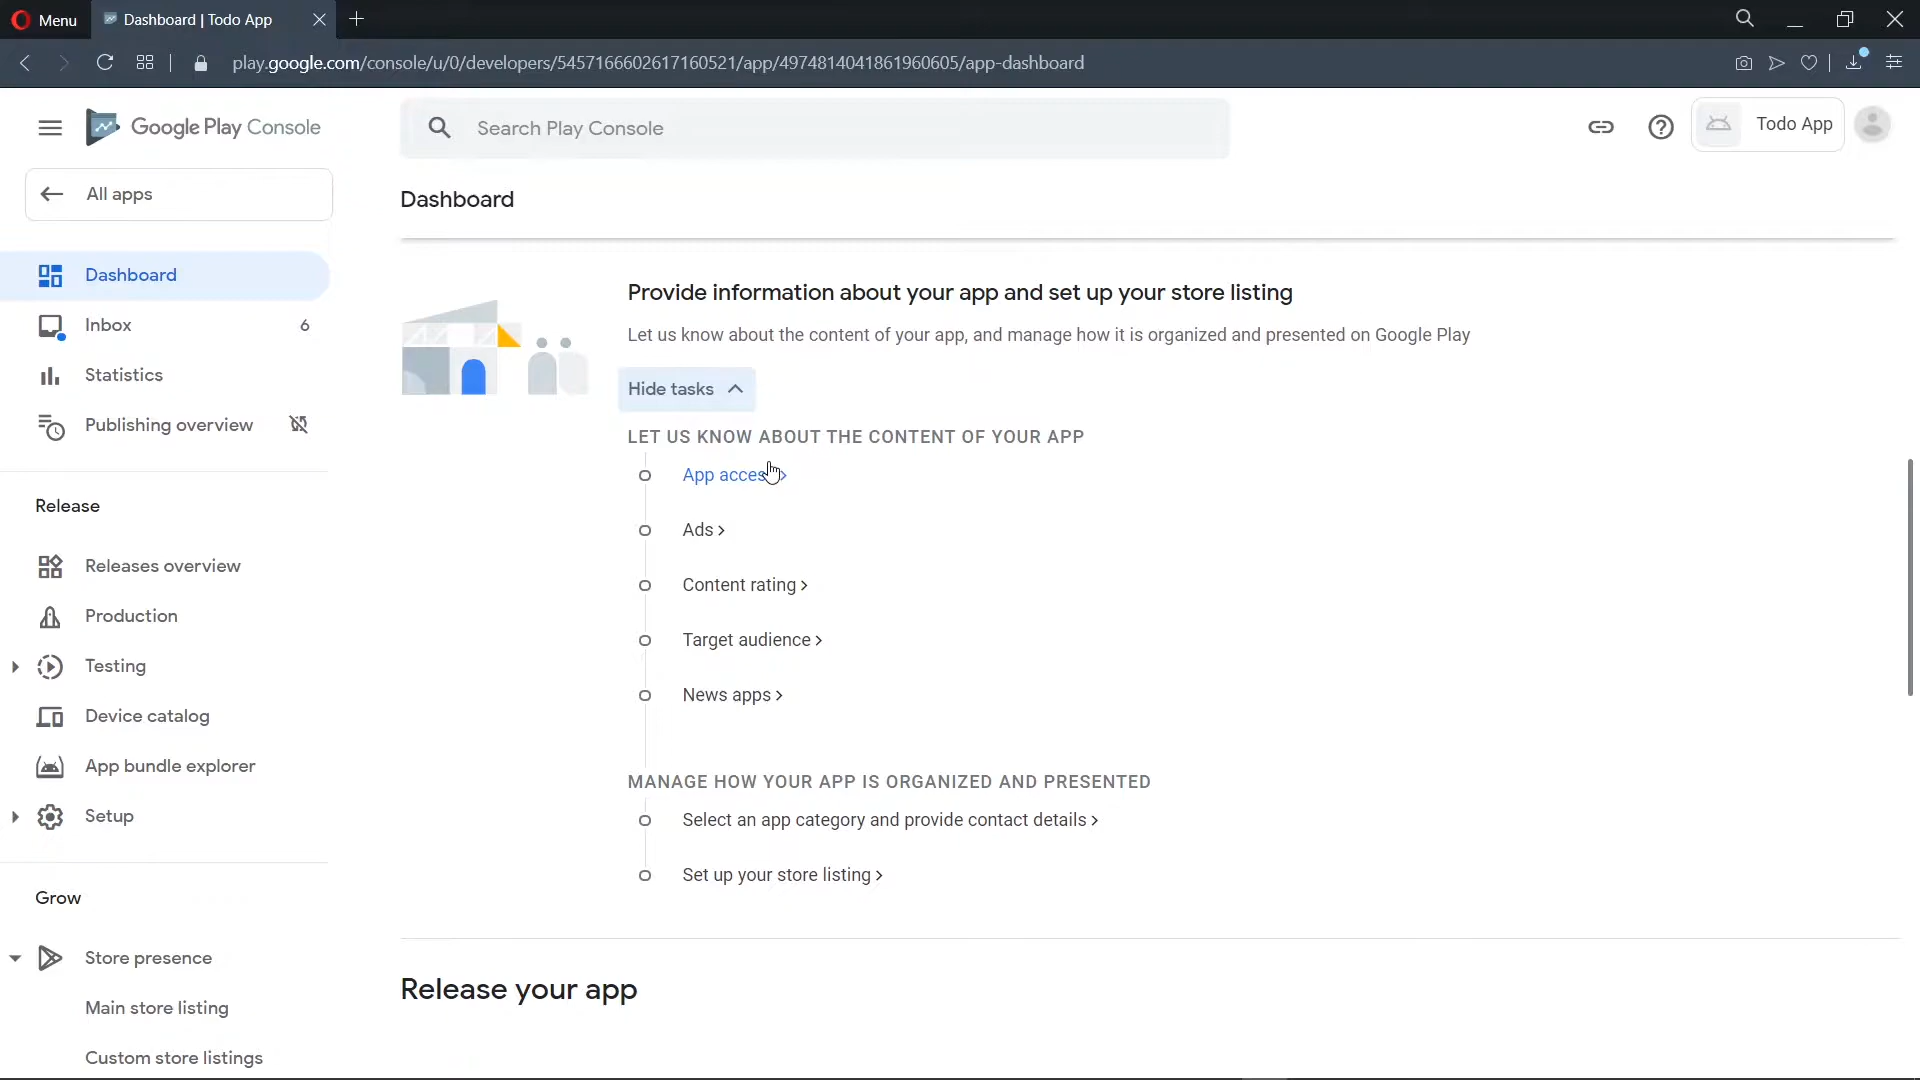 Menu
Dashboard | Todo App
play.google.com/console/u/0/developers/5457166602617160521/app/4974814041861960605/app-dashboard
Google Play Console
Search Play Console
Todo App
All apps
Dashboard
Dashboard
Inbox 6
Statistics
Publishing overview
Release
Releases overview
Production
Testing
Device catalog
App bundle explorer
Setup
Grow
Store presence
Main store listing
Custom store listings
Provide information about your app and set up your store listing
Let us know about the content of your app, and manage how it is organized and presented on Google Play
Hide tasks
LET US KNOW ABOUT THE CONTENT OF YOUR APP
App access
Ads
Content rating
Target audience
News apps
MANAGE HOW YOUR APP IS ORGANIZED AND PRESENTED
Select an app category and provide contact details
Set up your store listing
Release your app